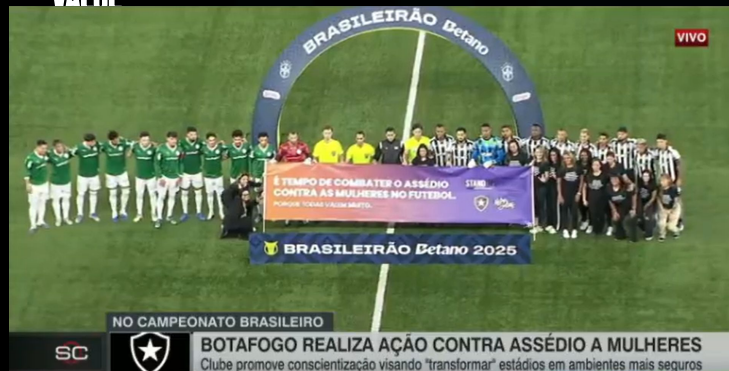 BRASILEIRÃO Betano
2025
VIVO
É TEMPO DE COMBATER O ASSÉDIO
CONTRA AS MULHERES NO FUTEBOL.
PORQUE TODAS VALEM MUITO.
STAND
BRASILEIRÃO Betano 2025
NO CAMPEONATO BRASILEIRO
SC
BOTAFOGO REALIZA AÇÃO CONTRA ASSÉDIO A MULHERES
Clube promove conscientização visando "transformar" estádios em ambientes mais seguros